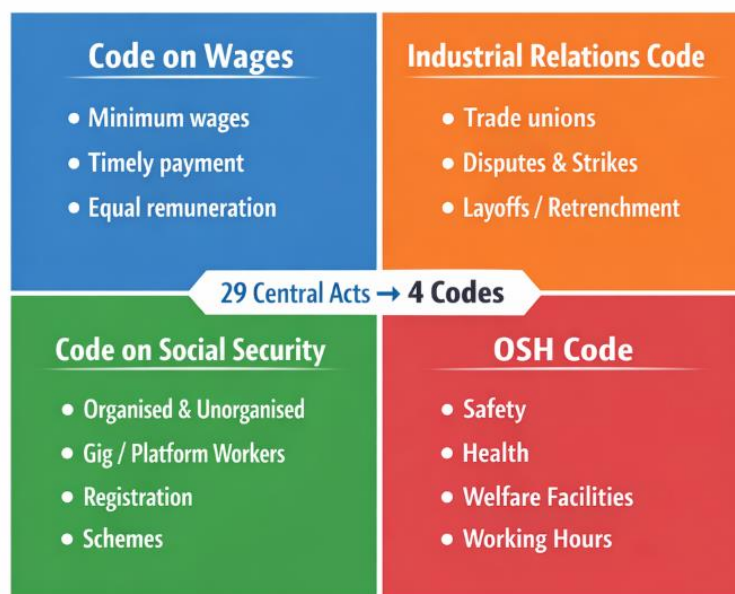 Code on Wages
• Minimum wages
• Timely payment
• Equal remuneration
Industrial Relations Code
• Trade unions
• Disputes & Strikes
• Layoffs / Retrenchment
29 Central Acts → 4 Codes
Code on Social Security
• Organised & Unorganised
• Gig / Platform Workers
• Registration
• Schemes
OSH Code
• Safety
• Health
• Welfare Facilities
• Working Hours